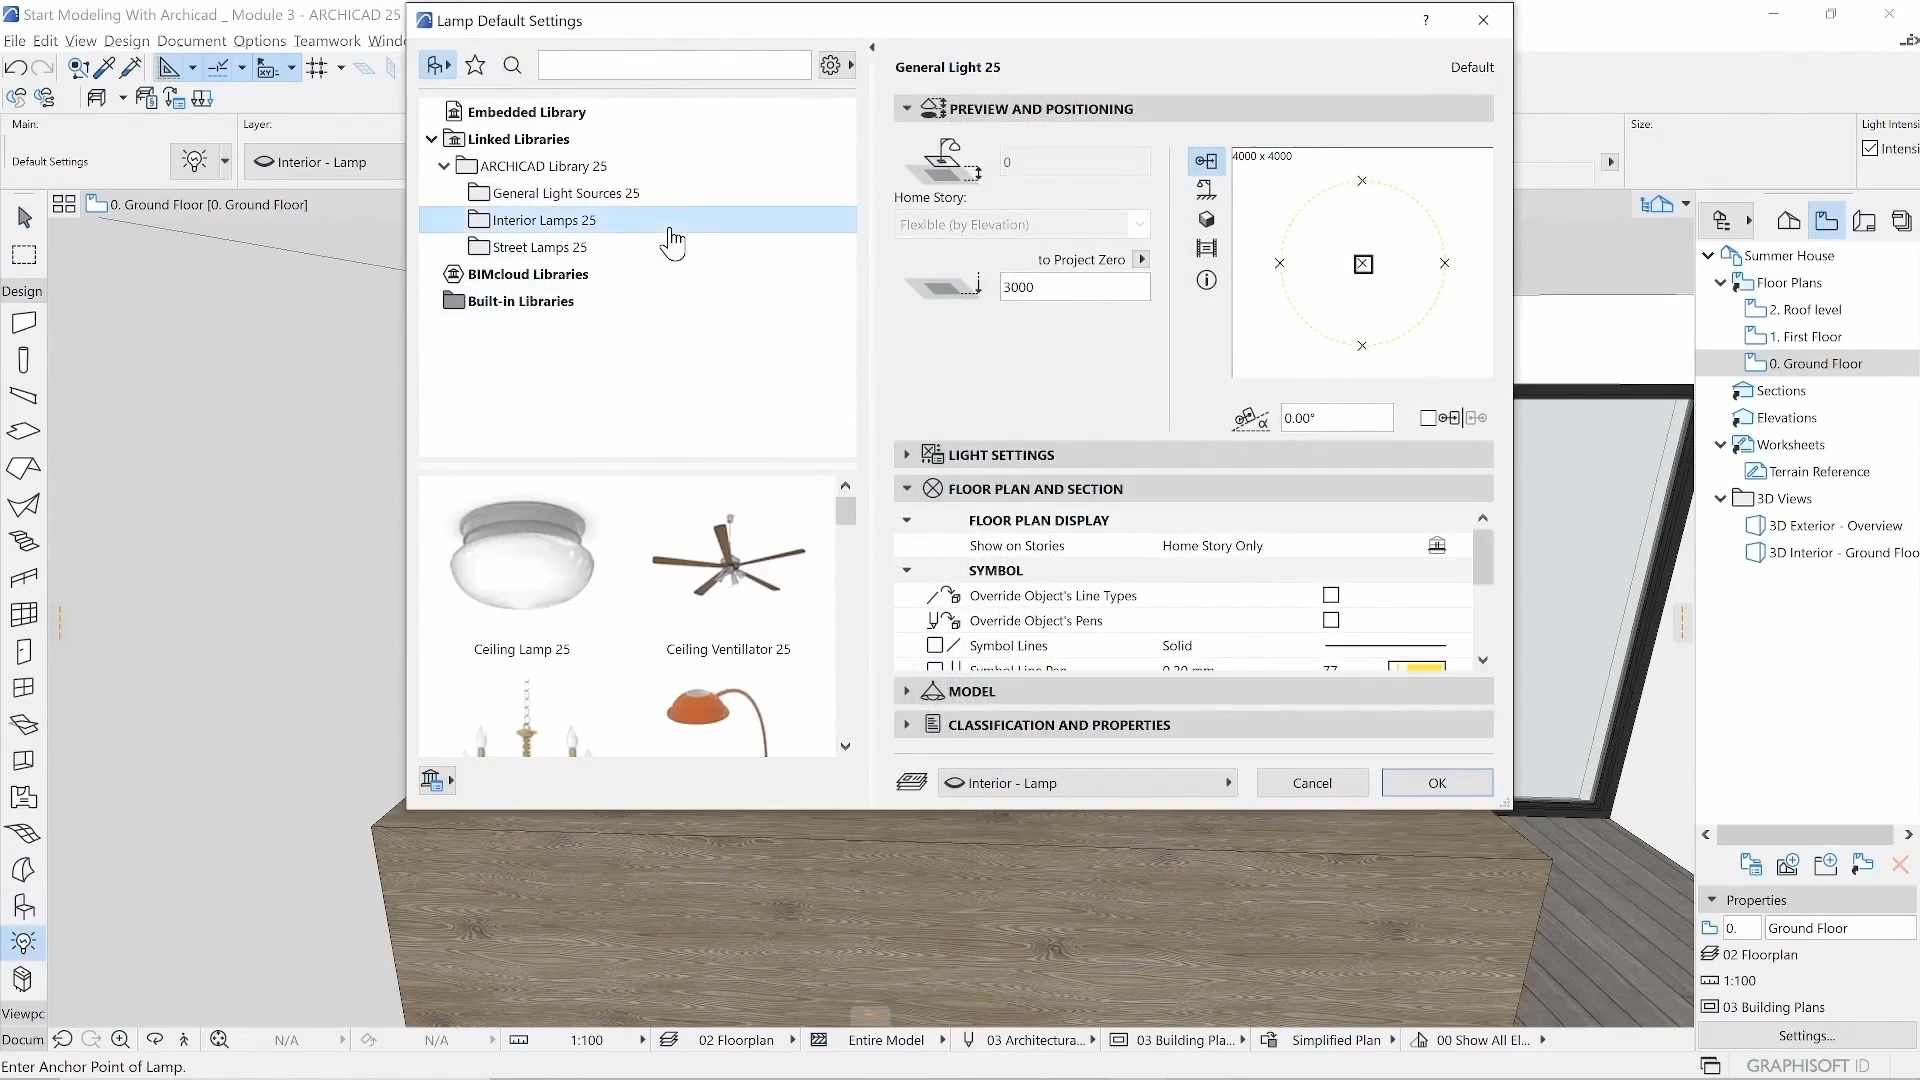 Start Modeling With Archicad _ Module 3 - ARCHICAD 25
File Edit View Design Document Options Teamwork Windo
Main:
Layer:
Default Settings
Interior - Lamp
0. Ground Floor [0. Ground Floor]
Design
Viewpc
Docum
Lamp Default Settings
?
Embedded Library
Linked Libraries
ARCHICAD Library 25
General Light Sources 25
Interior Lamps 25
Street Lamps 25
BIMcloud Libraries
Built-in Libraries
Ceiling Lamp 25
Ceiling Ventilator 25
General Light 25
Default
PREVIEW AND POSITIONING
0
Home Story:
Flexible (by Elevation)
to Project Zero
3000
4000 x 4000
α
0.00°
LIGHT SETTINGS
FLOOR PLAN AND SECTION
FLOOR PLAN DISPLAY
Show on Stories Home Story Only
SYMBOL
Override Object's Line Types
Override Object's Pens
Symbol Lines Solid
Symbol Line Pen 0.20 mm 77
MODEL
CLASSIFICATION AND PROPERTIES
Interior - Lamp
Cancel
OK
Size:
Light Intensi
Intensi
Summer House
Floor Plans
2. Roof level
1. First Floor
0. Ground Floor
Sections
Elevations
Worksheets
Terrain Reference
3D Views
3D Exterior - Overview
3D Interior - Ground Floo
Properties
0. Ground Floor
02 Floorplan
1:100
03 Building Plans
Settings...
N/A
N/A
1:100
02 Floorplan
Entire Model
03 Architectura...
03 Building Pla...
Simplified Plan
00 Show All El...
Enter Anchor Point of Lamp.
GRAPHISOFT ID